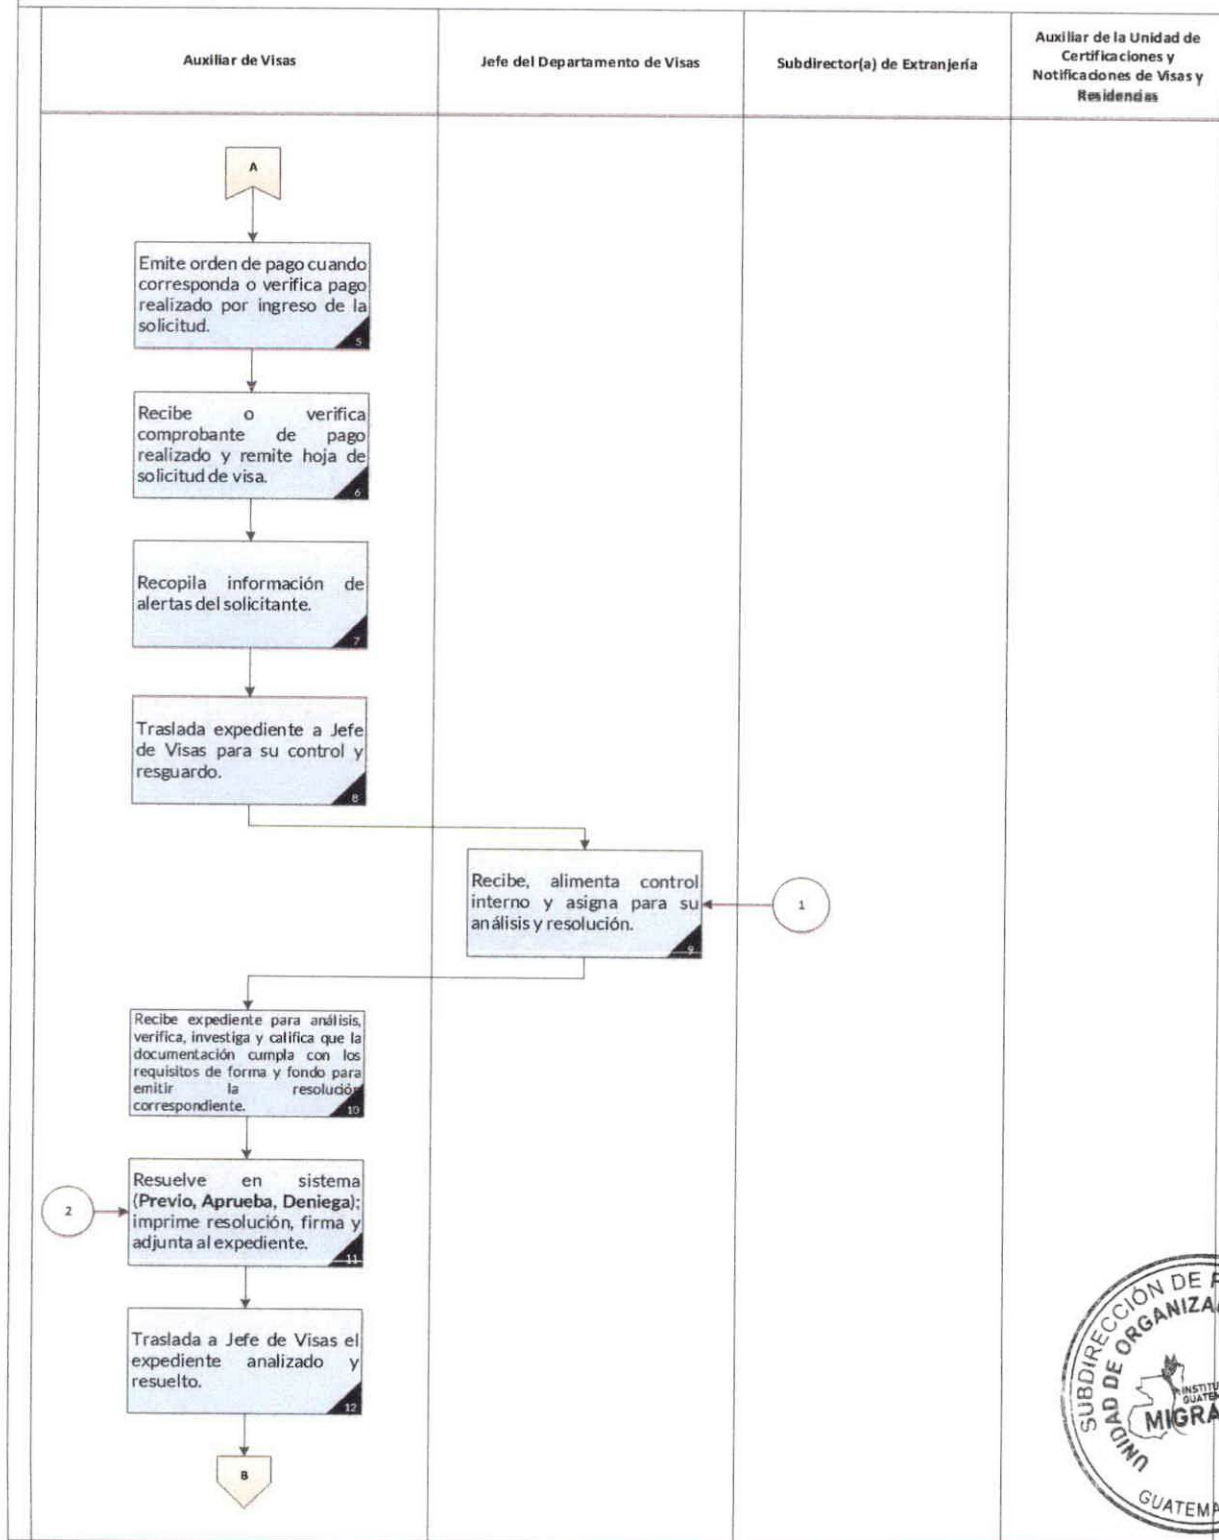 Auxiliar de Visas
Jefe del Departamento de Visas
Subdirector(a) de Extranjería
Auxiliar de la Unidad de
Certificaciones y
Notificaciones de Visas y
Residencias
A
Emite orden de pago cuando
corresponda o verifica pago
realizado por ingreso de la
solicitud.
5
Recibe o verifica
comprobante de pago
realizado y remite hoja de
solicitud de visa.
6
Recopila información de
alertas del solicitante.
7
Traslada expediente a Jefe
de Visas para su control y
resguardo.
8
Recibe, alimenta control
interno y asigna para su
análisis y resolución.
9
1
Recibe expediente para análisis,
verifica, investiga y califica que la
documentación cumpla con los
requisitos de forma y fondo para
emitir la resolución
correspondiente.
10
Resuelve en sistema
(Previo, Aprueba, Deniega);
imprime resolución, firma y
adjunta al expediente.
11
2
Traslada a Jefe de Visas el
expediente analizado y
resuelto.
12
B
SUBDIRECCIÓN DE
UNIDAD DE ORGANIZA
INSTITU
GUATEM
MIGRA
GUATEMA